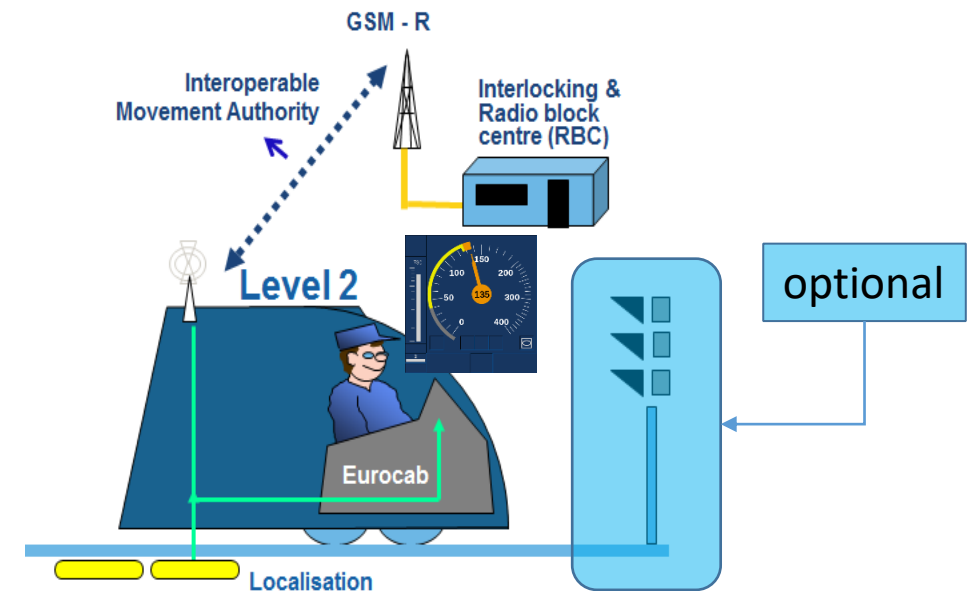 GSM - R
Interoperable
Movement Authority
Interlocking &
Radio block
centre (RBC)
Level 2
optional
0
50
100
150
200
300
400
135
Eurocab
Localisation